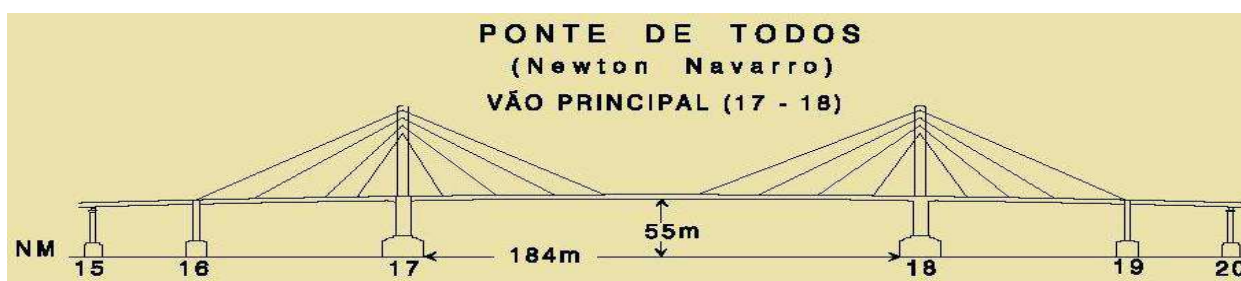 PONTE DE TODOS
(Newton Navarro)
VÃO PRINCIPAL (17 - 18)
55m
184m
NM
15 16 17 18 19 20